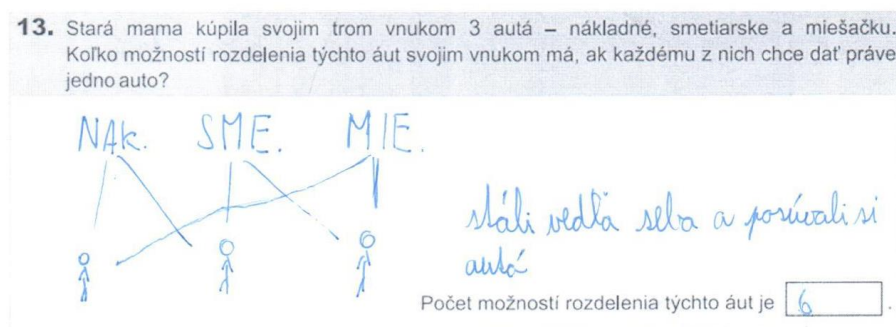 13. Stará mama kúpila svojim trom vnukom 3 autá – nákladné, smetiarske a miešačku.
Koľko možností rozdelenia týchto áut svojim vnukom má, ak každému z nich chce dať práve
jedno auto?
NAK. SME. MIE.
stáli vedľa seba a posúvali si
autá
Počet možností rozdelenia týchto áut je 6.